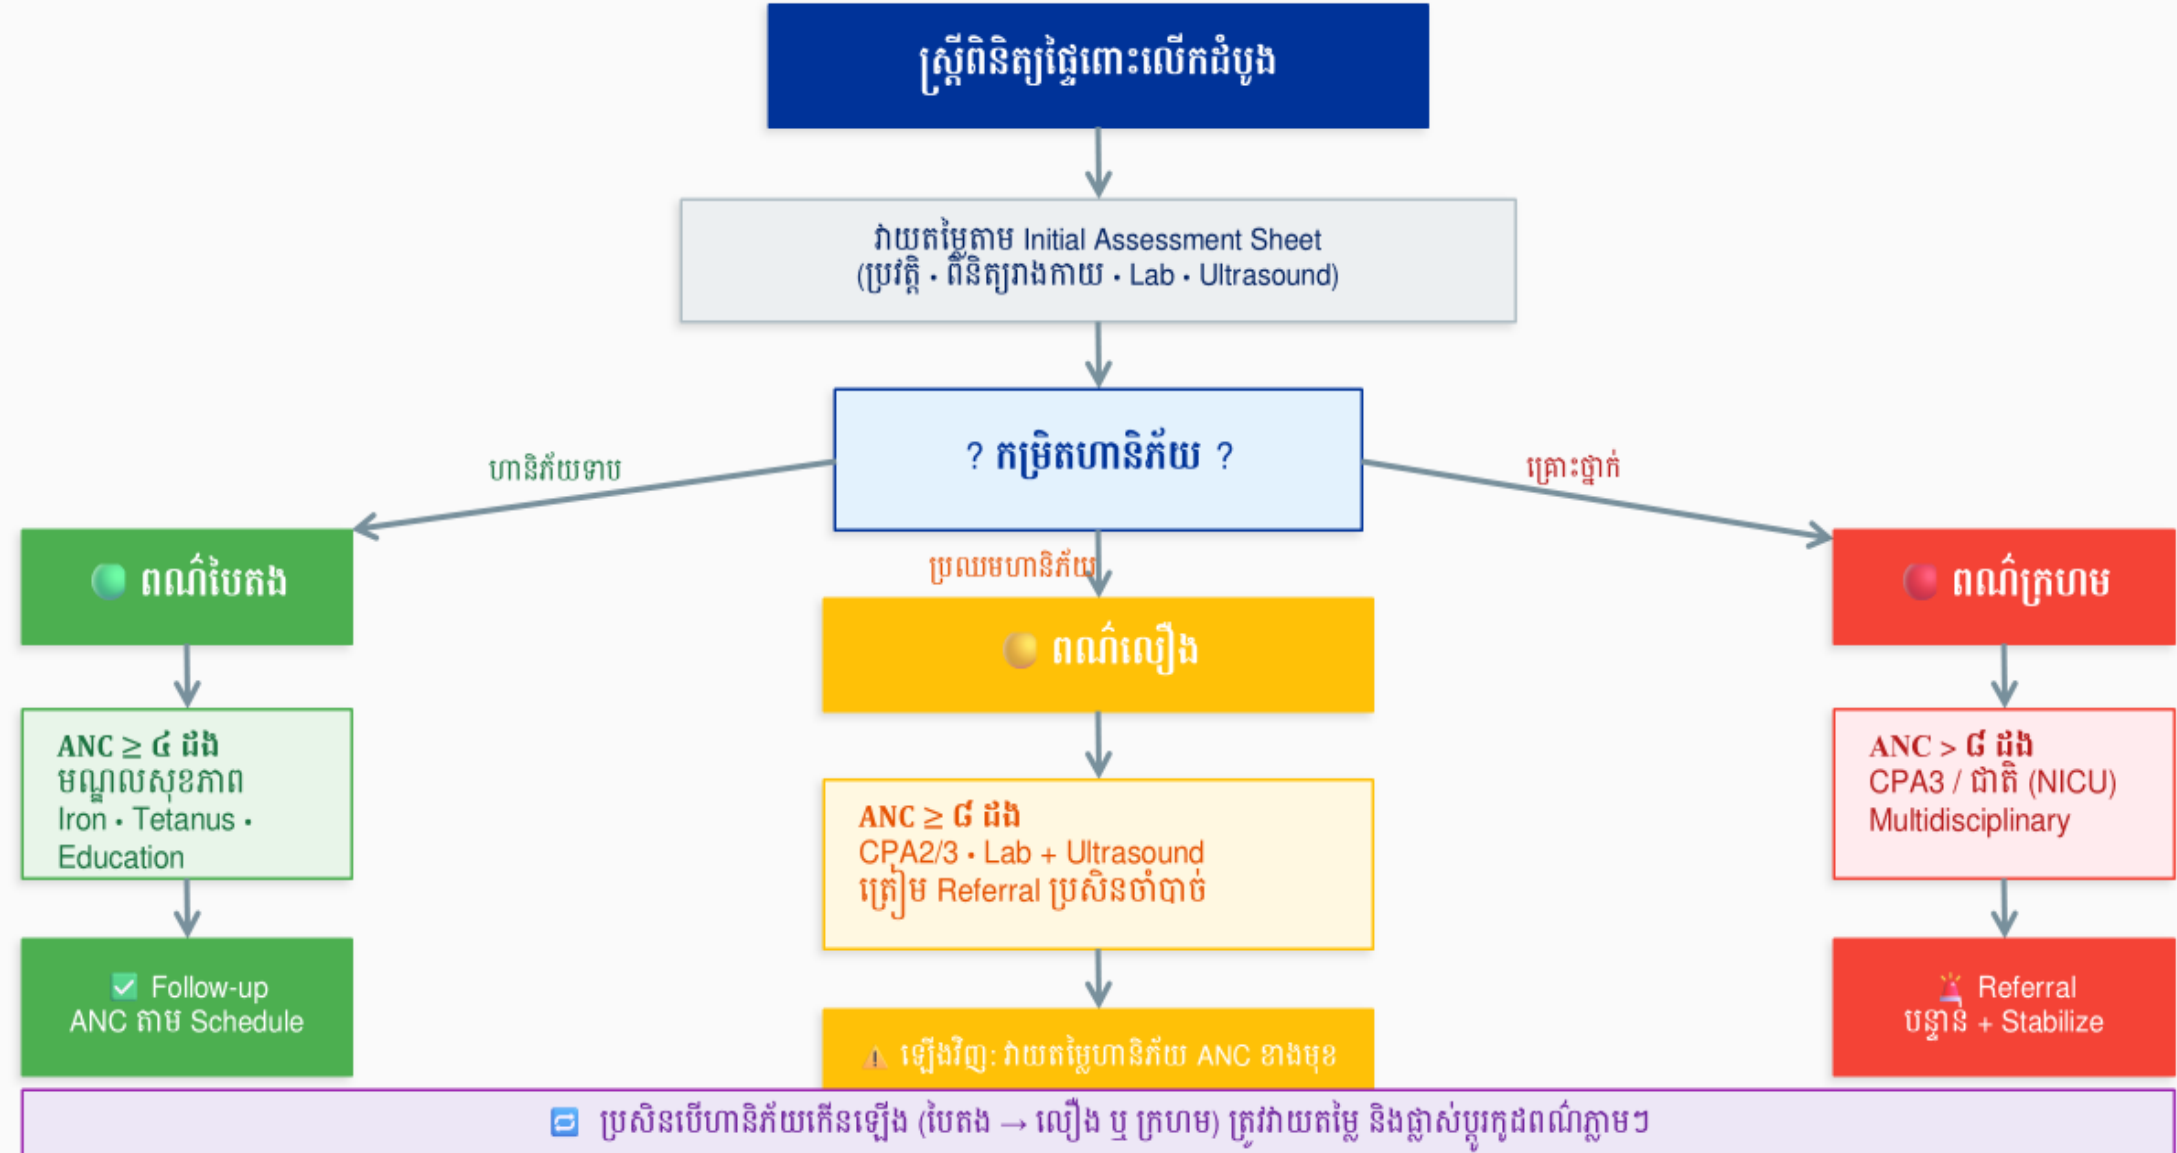 ស្ត្រីពិនិត្យផ្ទៃពោះលើកដំបូង
វាយតម្លៃតាម Initial Assessment Sheet
(ប្រវត្តិ • ពិនិត្យរាងកាយ • Lab • Ultrasound)
? កម្រិតហានិភ័យ ?
ហានិភ័យទាប
ប្រឈមហានិភ័យ
គ្រោះថ្នាក់
ពណ៌បៃតង
ពណ៌លឿង
ពណ៌ក្រហម
ANC ≥ ៤ ដង
មណ្ឌលសុខភាព
Iron • Tetanus •
Education
ANC ≥ ៨ ដង
CPA2/3 • Lab + Ultrasound
ត្រៀម Referral ប្រសិនចាំបាច់
ANC > ៨ ដង
CPA3 / ជាតិ (NICU)
Multidisciplinary
✅ Follow-up
ANC តាម Schedule
⚠️ ឡើងវិញ: វាយតម្លៃហានិភ័យ ANC ខាងមុខ
🚨 Referral
បន្ទាន់ + Stabilize
🔁 ប្រសិនបើហានិភ័យកើនឡើង (បៃតង → លឿង ឬ ក្រហម) ត្រូវវាយតម្លៃ និងផ្លាស់ប្តូរកូដពណ៌ភ្លាមៗ